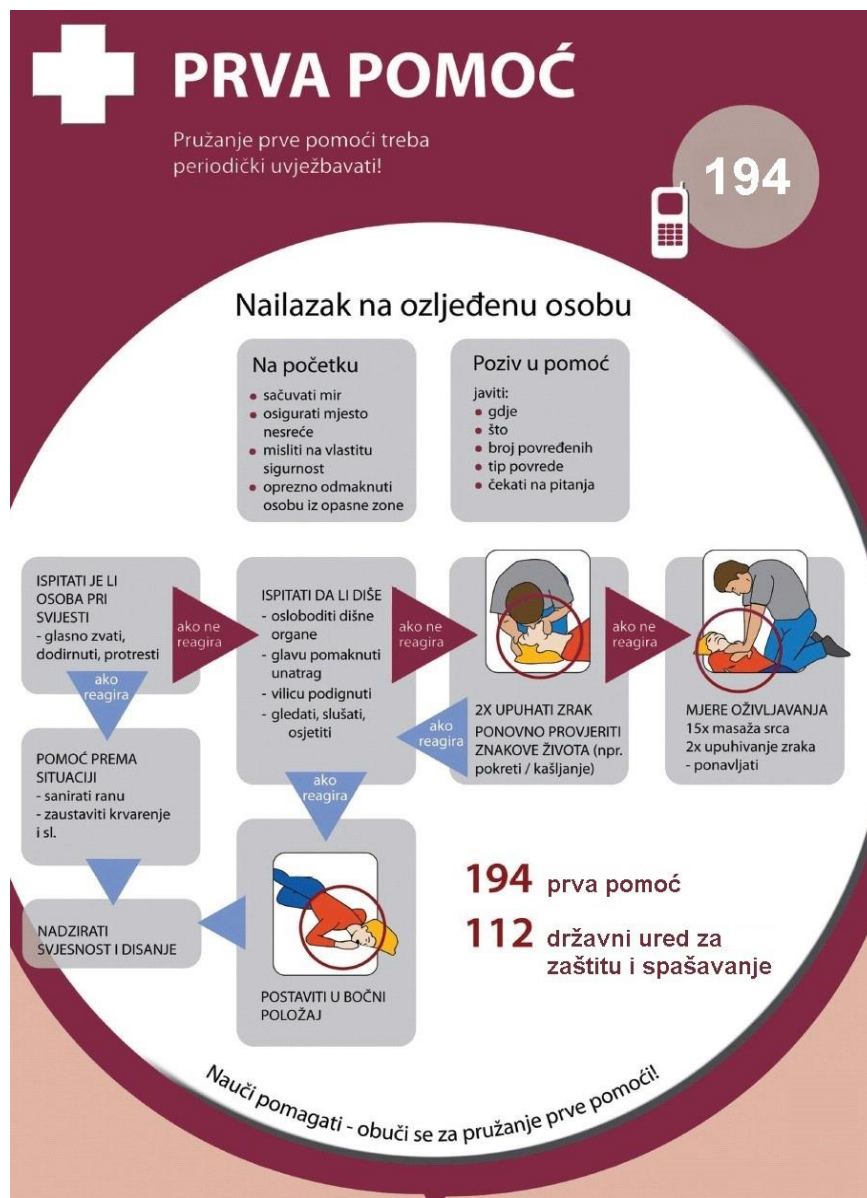 PRVA POMOĆ
Pružanje prve pomoći treba
periodički uvježbavati!
194
Nailazak na ozljeđenu osobu
Na početku
• sačuvati mir
• osigurati mjesto
nesreće
• misliti na vlastitu
sigurnost
• oprezno odmaknuti
osobu iz opasne zone
Poziv u pomoć
javiti:
• gdje
• što
• broj povređenih
• tip povrede
• čekati na pitanja
ISPITATI JE LI
OSOBA PRI
SVIJESTI
- glasno zvati,
dodirnuti, protresti
ako ne
reagira
ako
reagira
ISPITATI DA LI DIŠE
- osloboditi dišne
organe
- glavu pomaknuti
unatrag
- vilicu podignuti
- gledati, slušati,
osjetiti
ako ne
reagira
ako
reagira
2X UPUHATI ZRAK
PONOVNO PROVJERITI
ZNAKOVE ŽIVOTA (npr.
pokreti / kašljanje)
ako ne
reagira
ako
reagira
MJERE OŽIVLJAVANJA
15x masaža srca
2x upuhivanje zraka
- ponavljati
POMOĆ PREMA
SITUACIJI
- sanirati ranu
- zaustaviti krvarenje
i sl.
NADZIRATI
SVJESNOST I DISANJE
POSTAVITI U BOČNI
POLOŽAJ
194 prva pomoć
112 državni ured za
zaštitu i spašavanje
Nauči pomagati - obuči se za pružanje prve pomoći!